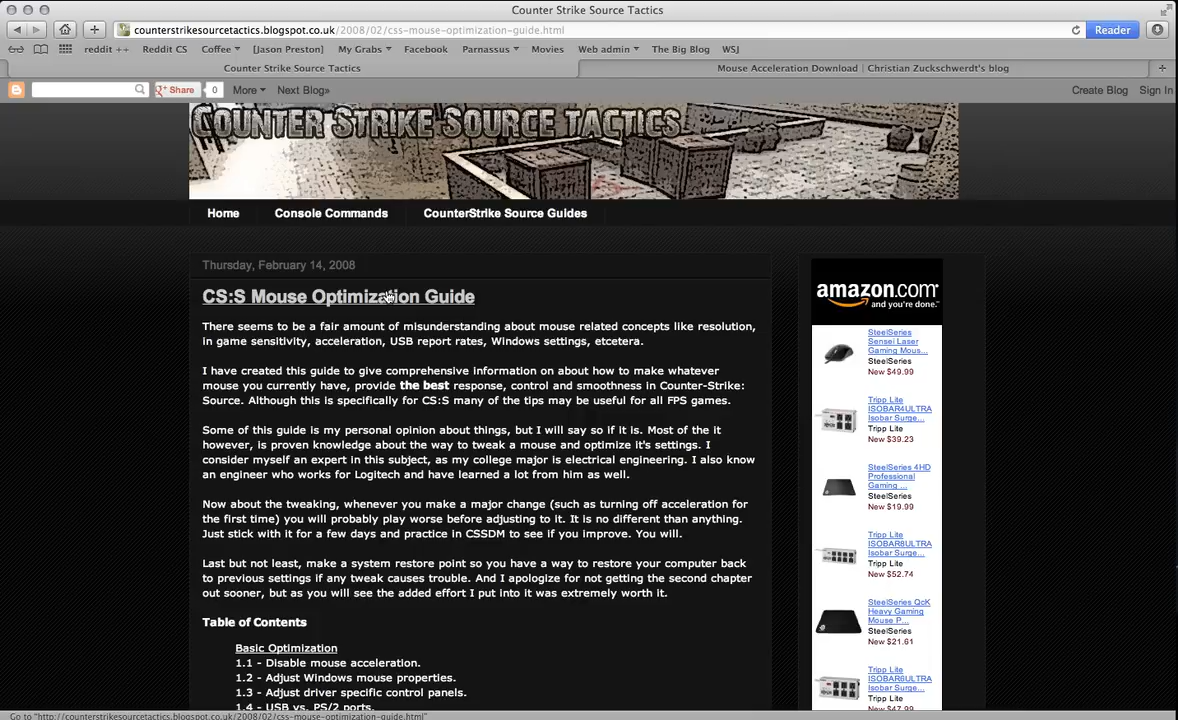 Counter Strike Source Tactics
counterstrikesourcetactics.blogspot.co.uk/2008/02/css-mouse-optimization-guide.html
Reader
reddit ++ Reddit CS Coffee [Jason Preston] My Grabs Facebook Parnassus Movies Web admin The Big Blog WSJ
Counter Strike Source Tactics
Mouse Acceleration Download | Christian Zuckschwerdt's blog
Share 0 More Next Blog» Create Blog Sign In
COUNTER STRIKE SOURCE TACTICS
Home Console Commands CounterStrike Source Guides
Thursday, February 14, 2008
CS:S Mouse Optimization Guide
There seems to be a fair amount of misunderstanding about mouse related concepts like resolution,
in game sensitivity, acceleration, USB report rates, Windows settings, etcetera.
I have created this guide to give comprehensive information on about how to make whatever
mouse you currently have, provide the best response, control and smoothness in Counter-Strike:
Source. Although this is specifically for CS:S many of the tips may be useful for all FPS games.
Some of this guide is my personal opinion about things, but I will say so if it is. Most of the it
however, is proven knowledge about the way to tweak a mouse and optimize it's settings. I
consider myself an expert in this subject, as my college major is electrical engineering. I also know
an engineer who works for Logitech and have learned a lot from him as well.
Now about the tweaking, whenever you make a major change (such as turning off acceleration for
the first time) you will probably play worse before adjusting to it. It is no different than anything.
Just stick with it for a few days and practice in CSSDM to see if you improve. You will.
Last but not least, make a system restore point so you have a way to restore your computer back
to previous settings if any tweak causes trouble. And I apologize for not getting the second chapter
out sooner, but as you will see the added effort I put into it was extremely worth it.
Table of Contents
Basic Optimization
1.1 - Disable mouse acceleration.
1.2 - Adjust Windows mouse properties.
1.3 - Adjust driver specific control panels.
1.4 - USB vs. PS/2 ports.
amazon.com
and you're done.
SteelSeries
Sensei Laser
Gaming Mous...
SteelSeries
New $49.99
Tripp Lite
ISOBAR4ULTRA
Isobar Surge...
Tripp Lite
New $39.23
SteelSeries 4HD
Professional
Gaming ...
SteelSeries
New $19.99
Tripp Lite
ISOBAR8ULTRA
Isobar Surge...
Tripp Lite
New $52.74
SteelSeries QcK
Heavy Gaming
Mouse P...
SteelSeries
New $21.61
Tripp Lite
ISOBAR6ULTRA
Isobar Surge...
Tripp Lite
New $47.99
Go to "http://counterstrikesourcetactics.blogspot.co.uk/2008/02/css-mouse-optimization-guide.html"